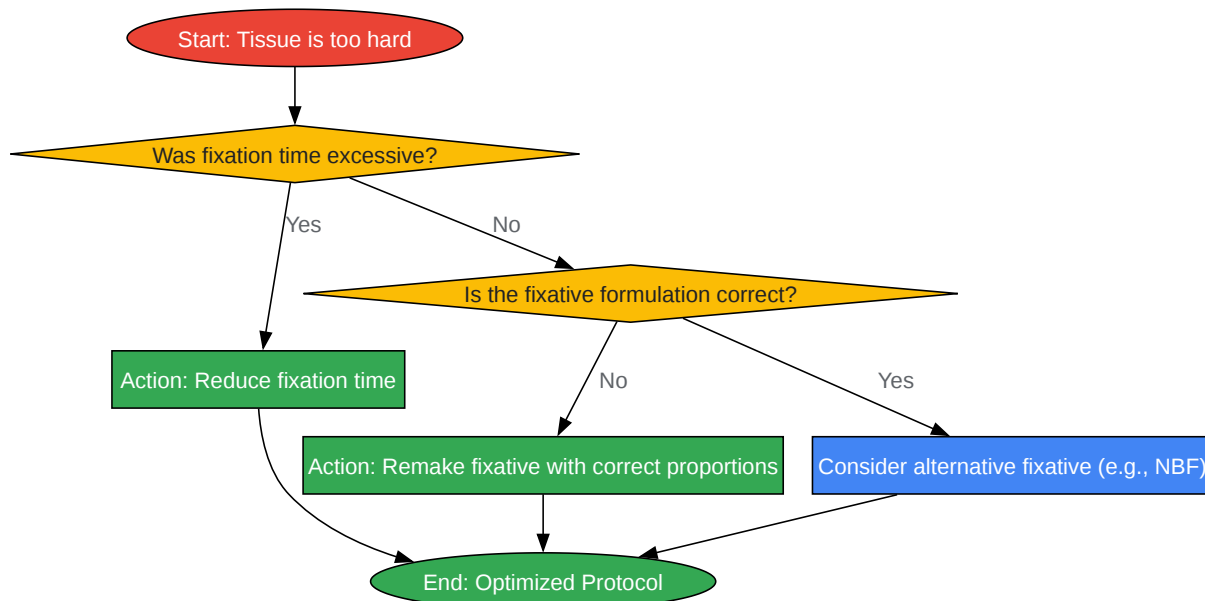 Start: Tissue is too hard
Was fixation time excessive?
Yes
No
Is the fixative formulation correct?
Action: Reduce fixation time
No
Yes
Action: Remake fixative with correct proportions
Consider alternative fixative (e.g., NBF)
End: Optimized Protocol